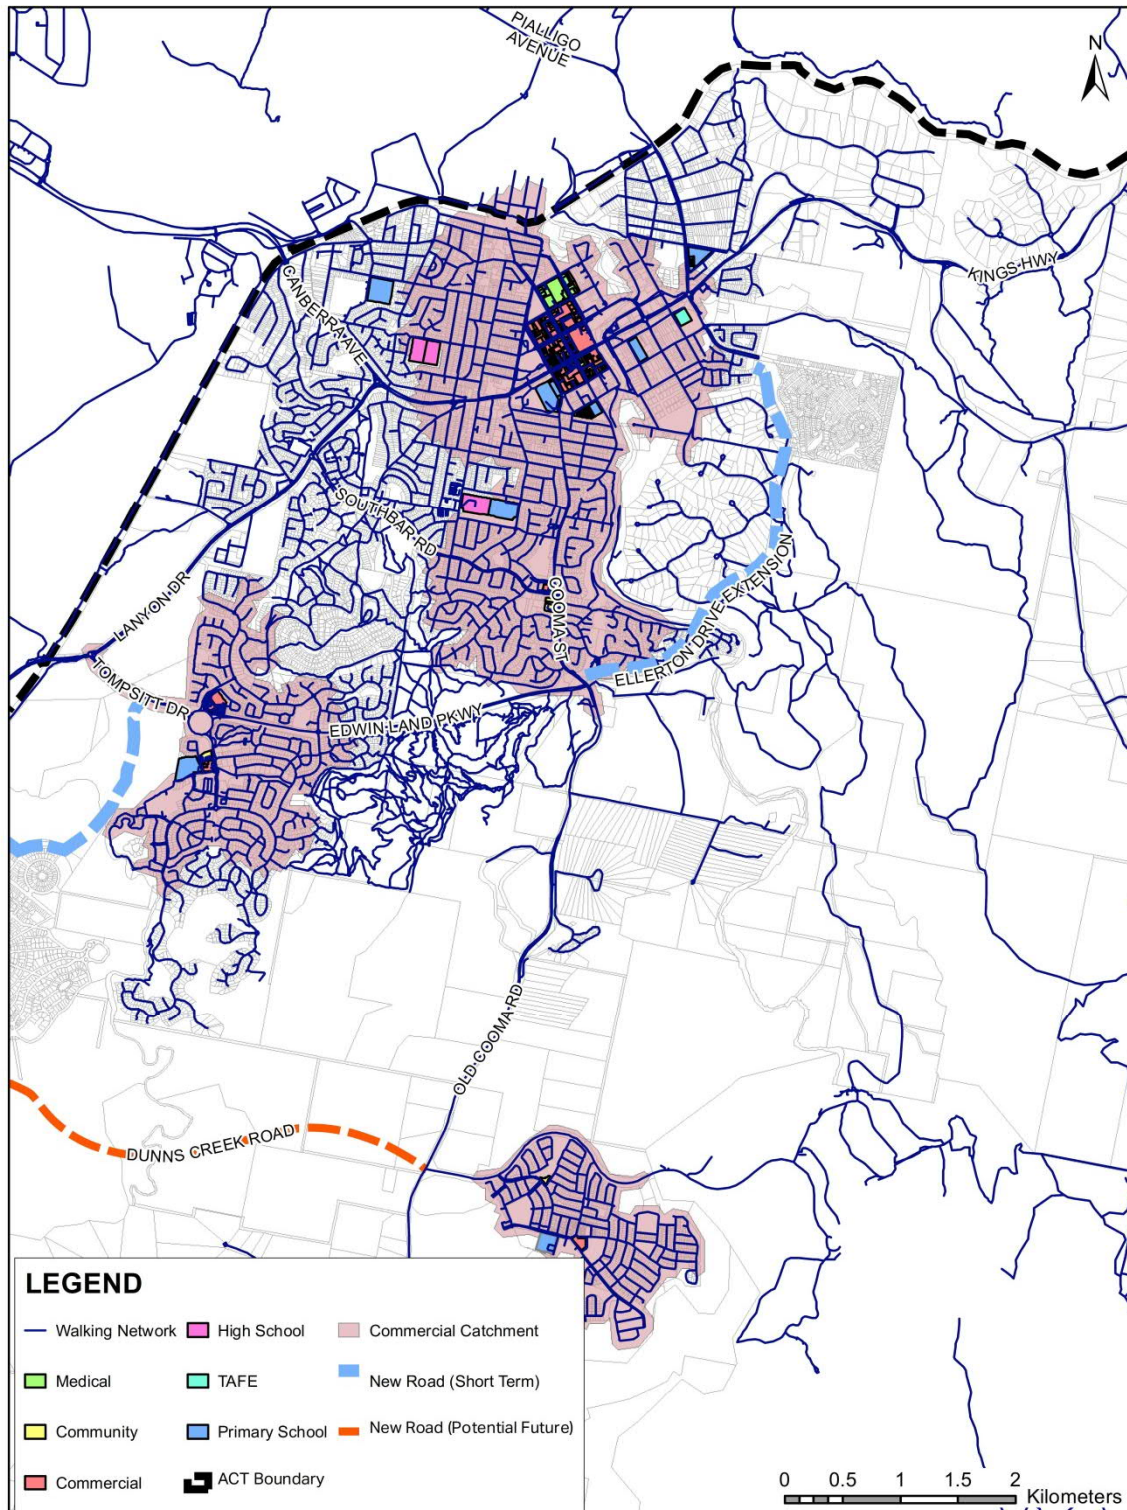 PIALLIGO
AVENUE
N
KINGS HWY
CANBERRA AVE
SOUTHBAR RD
LANYON DR
COOMA ST
ELLERTON DRIVE EXTENSION
TOMPSITT DR
EDWIN LAND PKWY
OLD COOMA RD
DUNNS CREEK ROAD
LEGEND
Walking Network
High School
Commercial Catchment
Medical
TAFE
New Road (Short Term)
Community
Primary School
New Road (Potential Future)
Commercial
ACT Boundary
0 0.5 1 1.5 2
Kilometers